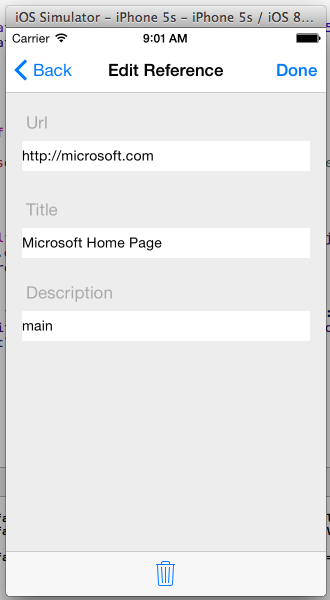 iOS Simulator - iPhone 5s - iPhone 5s / iOS 8...
Carrier 9:01 AM
Back Edit Reference Done
Url
http://microsoft.com
Title
Microsoft Home Page
Description
main